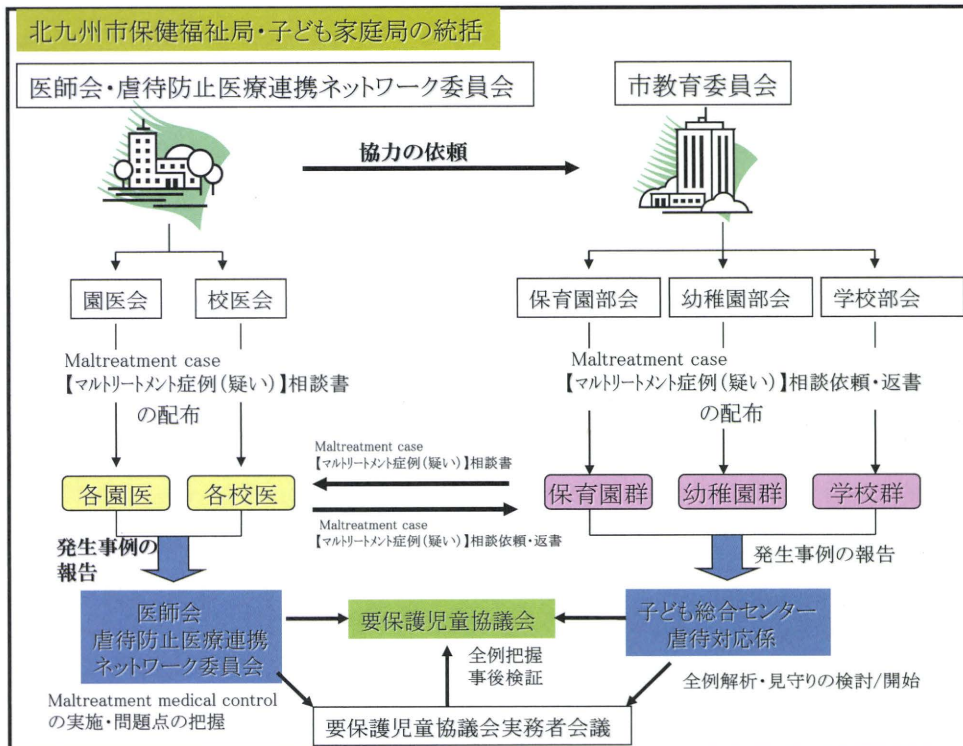 北九州市保健福祉局・子ども家庭局の統括
医師会・虐待防止医療連携ネットワーク委員会
市教育委員会
協力の依頼
園医会
校医会
保育園部会
幼稚園部会
学校部会
Maltreatment case
【マルトリートメント症例(疑い)】相談書
の配布
Maltreatment case
【マルトリートメント症例(疑い)】相談依頼・返書
の配布
Maltreatment case
【マルトリートメント症例(疑い)】相談書
各園医
各校医
保育園群
幼稚園群
学校群
Maltreatment case
【マルトリートメント症例(疑い)】相談依頼・返書
発生事例の
報告
発生事例の報告
医師会
虐待防止医療連携
ネットワーク委員会
要保護児童協議会
子ども総合センター
虐待対応係
全例把握
事後検証
全例解析・見守りの検討/開始
Maltreatment medical control
の実施・問題点の把握
要保護児童協議会実務者会議